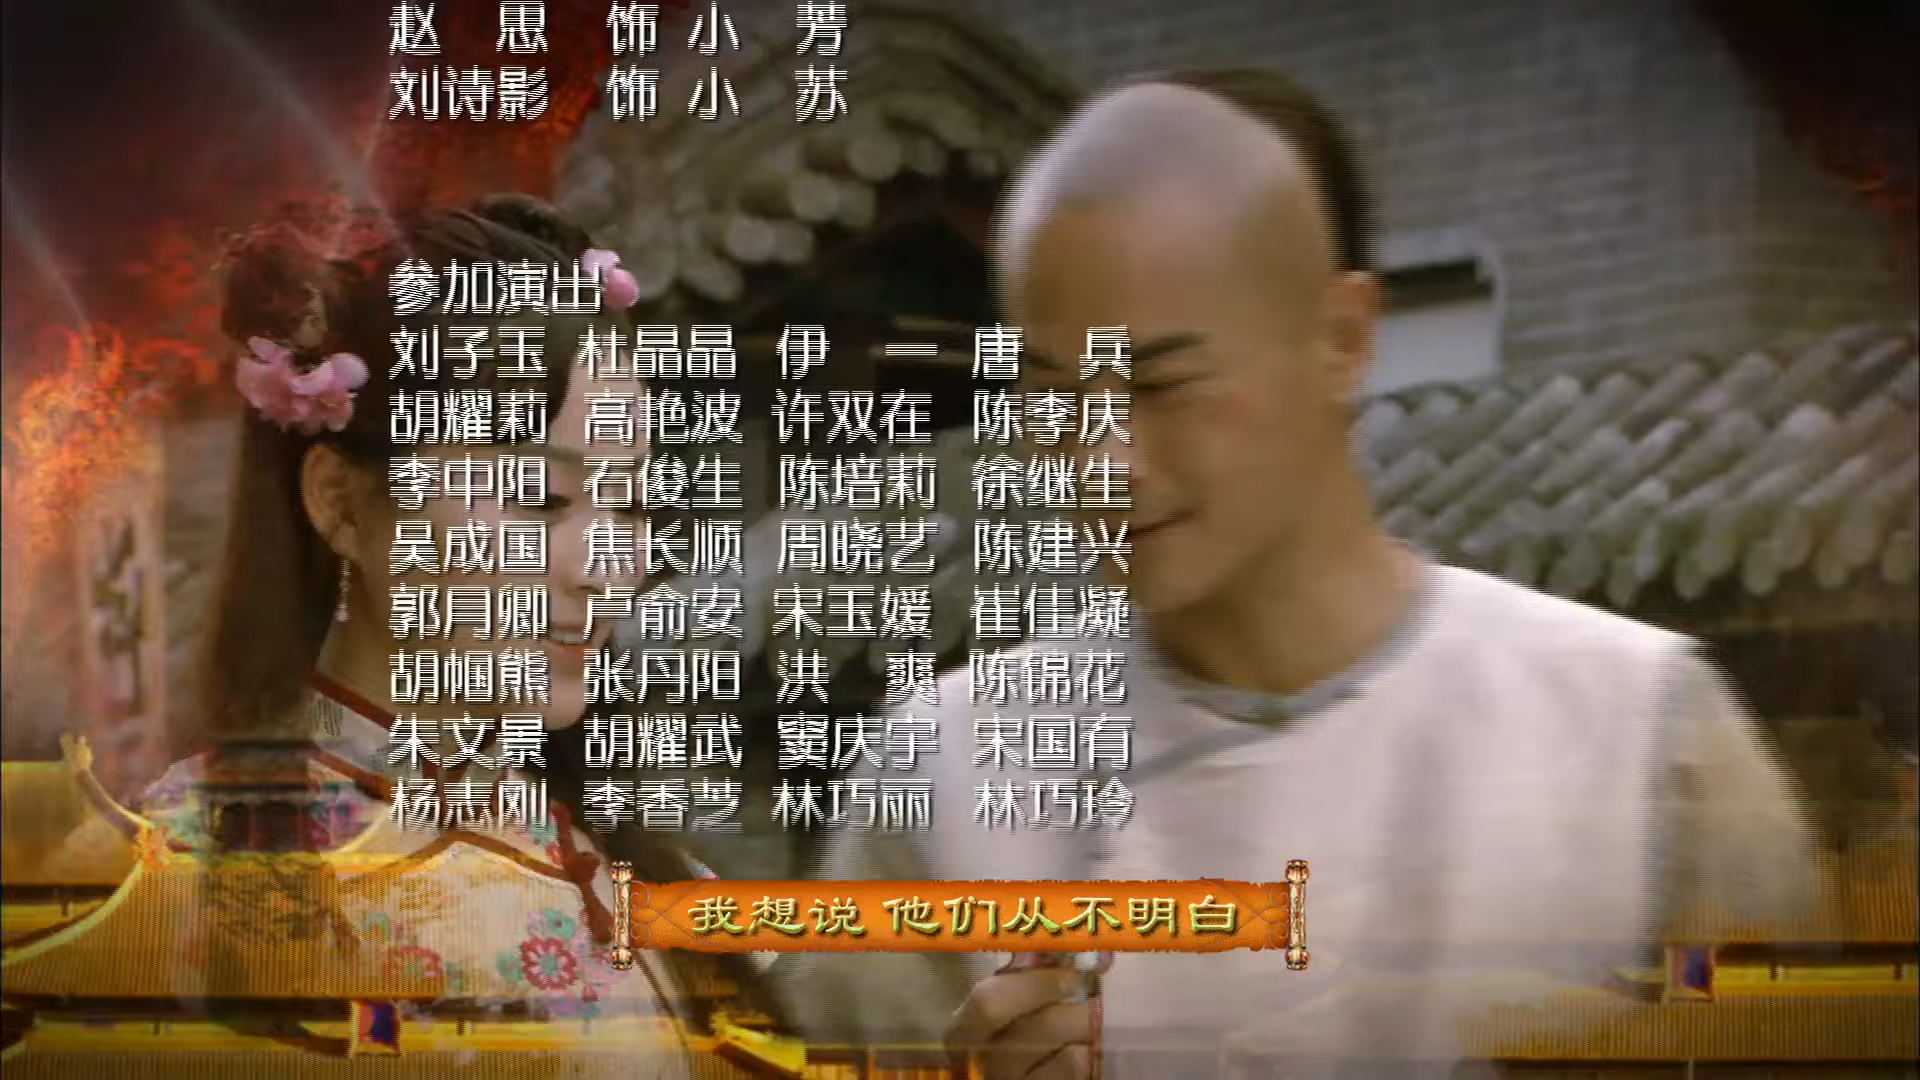 赵思 饰 小芳
刘诗影 饰 小苏
参加演出
刘子玉 杜晶晶 伊一 唐兵
胡耀莉 高艳波 许双在 陈李庆
李中阳 石俊生 陈培莉 徐继生
吴成国 焦长顺 周晓艺 陈建兴
郭月卿 卢俞安 宋玉媛 崔佳凝
胡帼熊 张丹阳 洪爽 陈锦花
朱文景 胡耀武 窦庆宇 宋国有
杨志刚 李香芝 林巧丽 林巧玲
我想说 他们从不明白